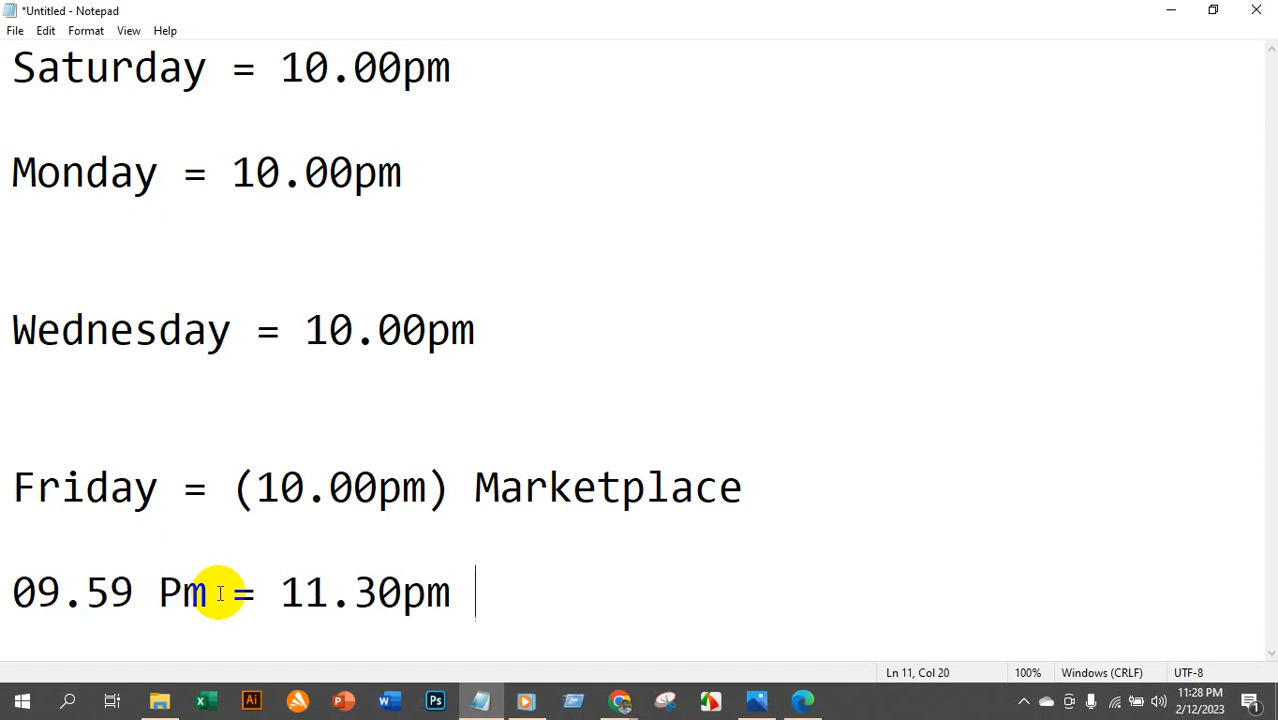 *Untitled - Notepad
File Edit Format View Help
Saturday = 10.00pm
Monday = 10.00pm
Wednesday = 10.00pm
Friday = (10.00pm) Marketplace
09.59 Pm = 11.30pm
Ln 11, Col 20 100% Windows (CRLF) UTF-8
11:28 PM
2/12/2023